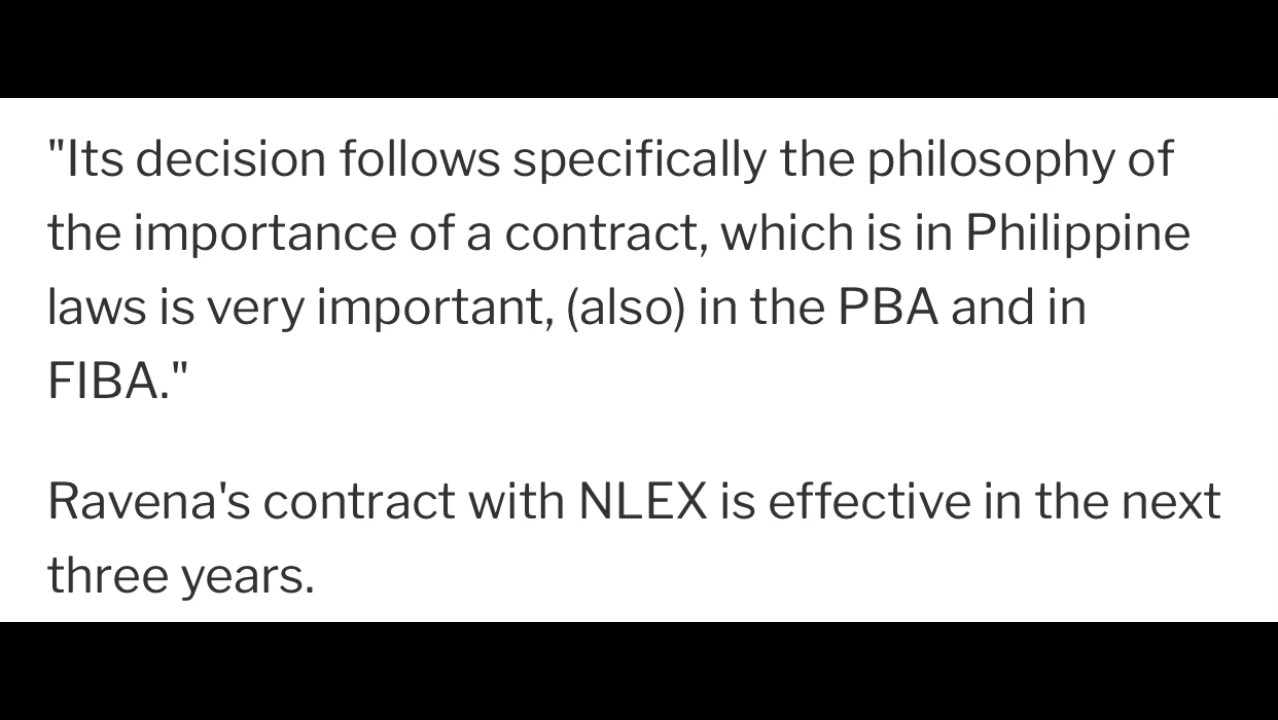 "Its decision follows specifically the philosophy of
the importance of a contract, which is in Philippine
laws is very important, (also) in the PBA and in
FIBA."
Ravena's contract with NLEX is effective in the next
three years.